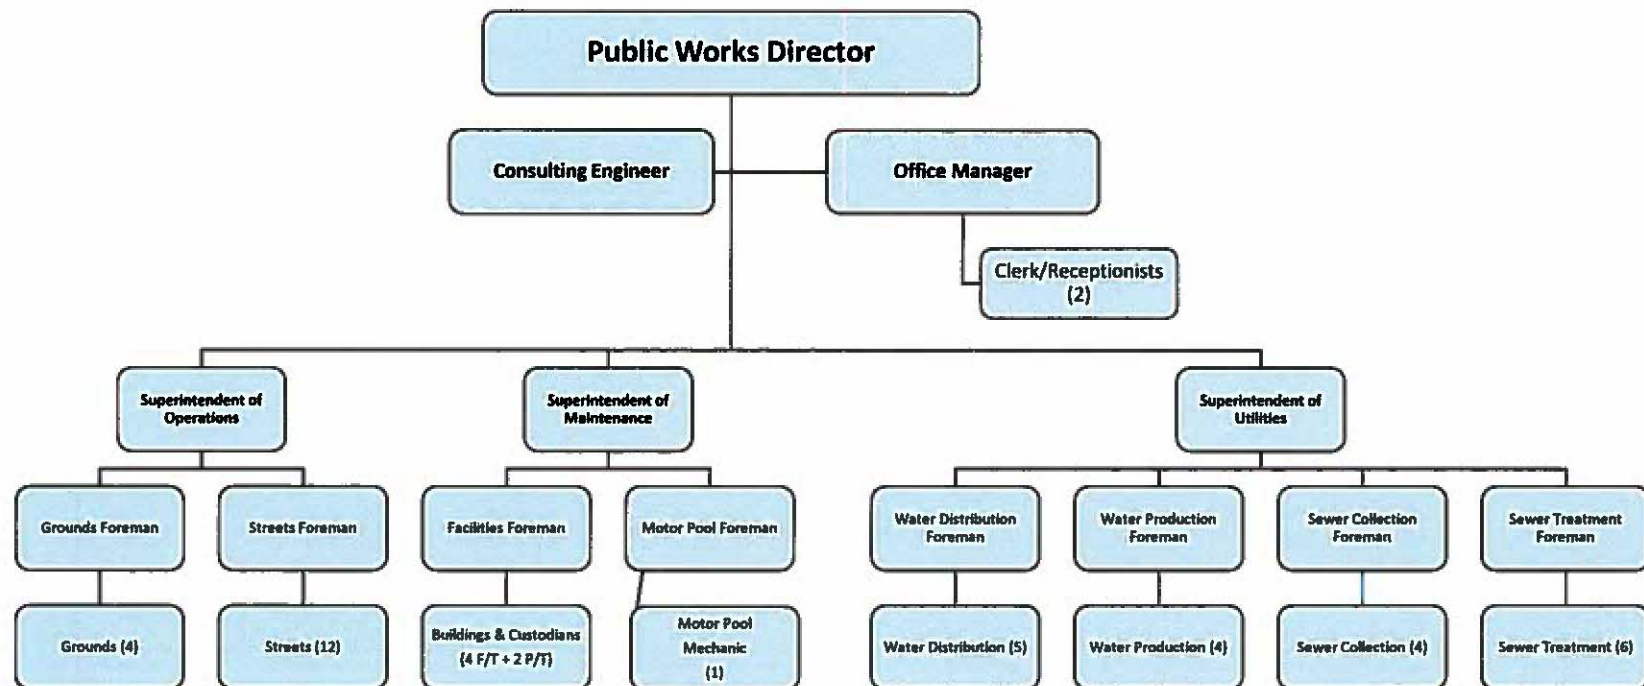 Public Works Director
Consulting Engineer
Office Manager
Clerk/Receptionists
(2)
Superintendent of
Operations
Superintendent of
Maintenance
Superintendent of
Utilities
Grounds Foreman
Streets Foreman
Facilities Foreman
Motor Pool Foreman
Water Distribution
Foreman
Water Production
Foreman
Sewer Collection
Foreman
Sewer Treatment
Foreman
Grounds (4)
Streets (12)
Buildings & Custodians
(4 F/T + 2 P/T)
Motor Pool
Mechanic
(1)
Water Distribution (5)
Water Production (4)
Sewer Collection (4)
Sewer Treatment (6)